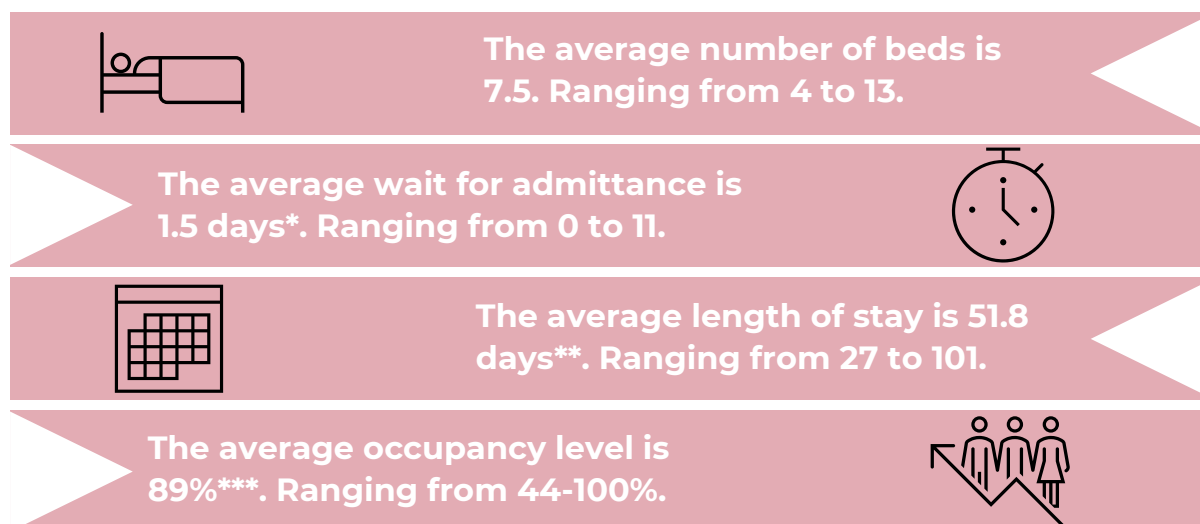 The average number of beds is
7.5. Ranging from 4 to 13.
The average wait for admittance is
1.5 days*. Ranging from 0 to 11.
The average length of stay is 51.8
days**. Ranging from 27 to 101.
The average occupancy level is
89%***. Ranging from 44-100%.